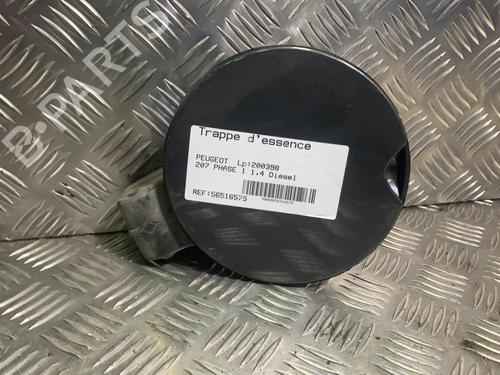 B-PARTS
Trappe d'essence
PEUGEOT Lp:200398
207 PHASE 1 1.4 Diesel
REF:56516575